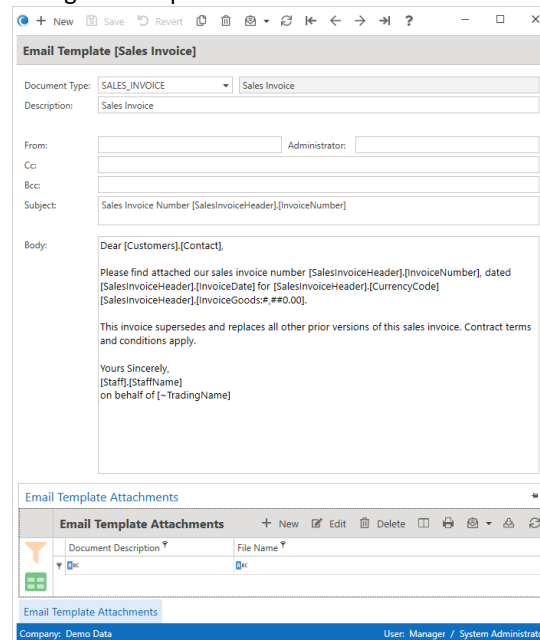 New Save Revert ?
Email Template [Sales Invoice]
Document Type: SALES_INVOICE Sales Invoice
Description: Sales Invoice
From: Administrator:
Cc:
Bcc:
Subject: Sales Invoice Number [SalesInvoiceHeader].[InvoiceNumber]
Body: Dear [Customers].[Contact],
Please find attached our sales invoice number [SalesInvoiceHeader].[InvoiceNumber], dated
[SalesInvoiceHeader].[InvoiceDate] for [SalesInvoiceHeader].[CurrencyCode]
[SalesInvoiceHeader].[InvoiceGoods:#,##0.00].
This invoice supersedes and replaces all other prior versions of this sales invoice. Contract terms
and conditions apply.
Yours Sincerely,
[Staff].[StaffName]
on behalf of [~TradingName]
Email Template Attachments
Email Template Attachments New Edit Delete
Document Description File Name
Email Template Attachments
Company: Demo Data User: Manager / System Administrat